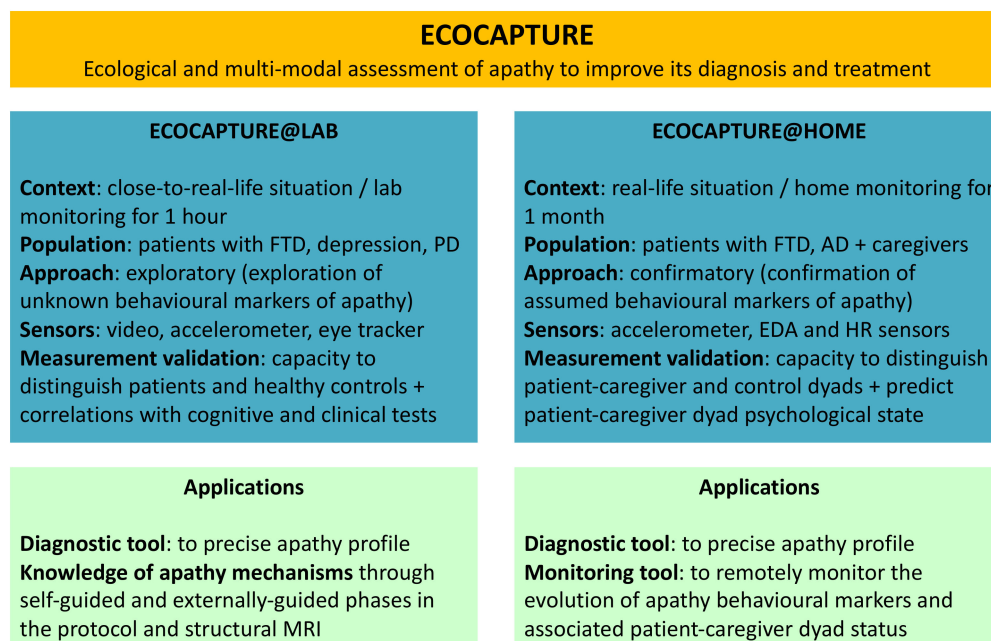 ECOCAPTURE
Ecological and multi-modal assessment of apathy to improve its diagnosis and treatment
ECOCAPTURE@LAB
Context: close-to-real-life situation / lab
monitoring for 1 hour
Population: patients with FTD, depression, PD
Approach: exploratory (exploration of
unknown behavioural markers of apathy)
Sensors: video, accelerometer, eye tracker
Measurement validation: capacity to
distinguish patients and healthy controls +
correlations with cognitive and clinical tests
ECOCAPTURE@HOME
Context: real-life situation / home monitoring for
1 month
Population: patients with FTD, AD + caregivers
Approach: confirmatory (confirmation of
assumed behavioural markers of apathy)
Sensors: accelerometer, EDA and HR sensors
Measurement validation: capacity to distinguish
patient-caregiver and control dyads + predict
patient-caregiver dyad psychological state
Applications
Diagnostic tool: to precise apathy profile
Knowledge of apathy mechanisms through
self-guided and externally-guided phases in
the protocol and structural MRI
Applications
Diagnostic tool: to precise apathy profile
Monitoring tool: to remotely monitor the
evolution of apathy behavioural markers and
associated patient-caregiver dyad status